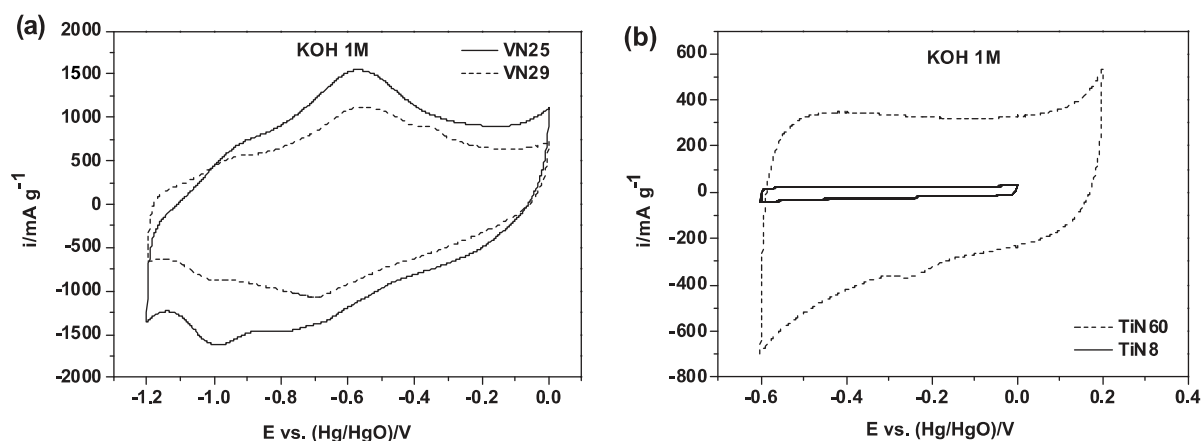 (a)
KOH 1M
VN25
VN29
2000
1500
1000
500
0
-500
-1000
-1500
-2000
i/mA g-1
-1.2 -1.0 -0.8 -0.6 -0.4 -0.2 0.0
E vs. (Hg/HgO)/V
(b)
KOH 1M
600
400
200
0
-200
-400
-600
-800
i/mA g-1
TiN60
TiN8
-0.6 -0.4 -0.2 0.0 0.2 0.4
E vs. (Hg/HgO)/V